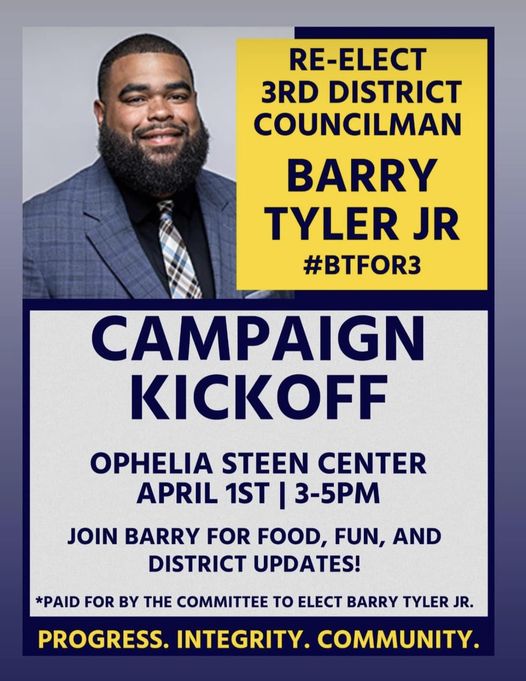 RE-ELECT
3RD DISTRICT
COUNCILMAN
BARRY
TYLER JR
#BTFOR3
CAMPAIGN
KICKOFF
OPHELIA STEEN CENTER
APRIL 1ST | 3-5PM
JOIN BARRY FOR FOOD, FUN, AND
DISTRICT UPDATES!
*PAID FOR BY THE COMMITTEE TO ELECT BARRY TYLER JR.
PROGRESS. INTEGRITY. COMMUNITY.